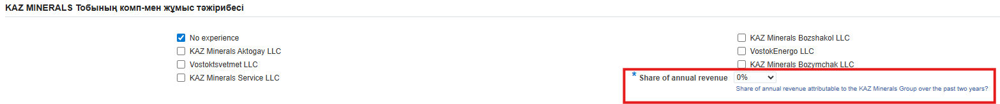 KAZ MINERALS Тобының комп-мен жұмыс тәжірибесі
No experience
KAZ Minerals Aktogay LLC
Vostoktsvetmet LLC
KAZ Minerals Service LLC
KAZ Minerals Bozshakol LLC
VostokEnergo LLC
KAZ Minerals Bozymchak LLC
* Share of annual revenue 0%
Share of annual revenue attributable to the KAZ Minerals Group over the past two years?